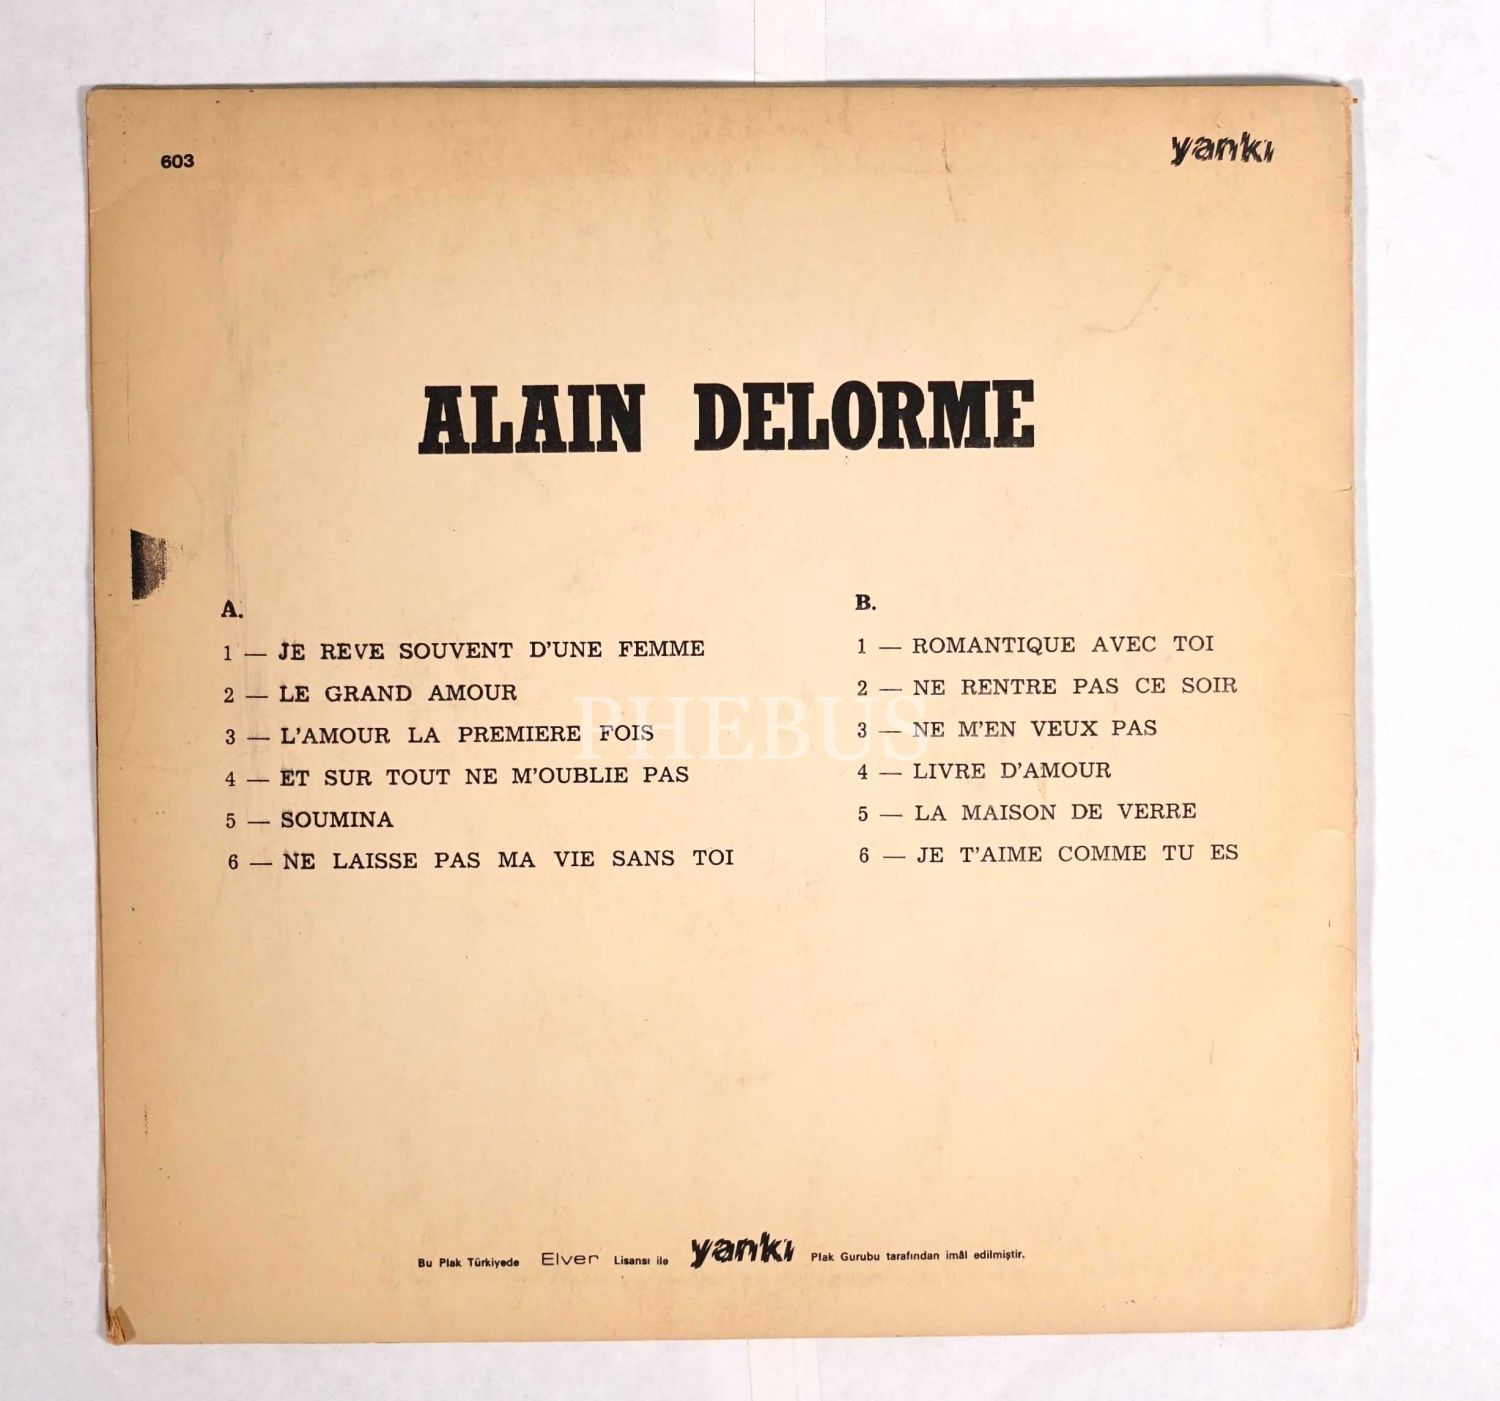 603
yankı
ALAIN DELORME
A.
1 — JE REVE SOUVENT D'UNE FEMME
2 — LE GRAND AMOUR
3 — L'AMOUR LA PREMIERE FOIS
4 — ET SUR TOUT NE M'OUBLIE PAS
5 — SOUMINA
6 — NE LAISSE PAS MA VIE SANS TOI
B.
1 — ROMANTIQUE AVEC TOI
2 — NE RENTRE PAS CE SOIR
3 — NE M'EN VEUX PAS
4 — LIVRE D'AMOUR
5 — LA MAISON DE VERRE
6 — JE T'AIME COMME TU ES
PHEBUS
Bu Plak Türkiyede Elver Lisansı ile yankı Plak Gurubu tarafından imâl edilmiştir.